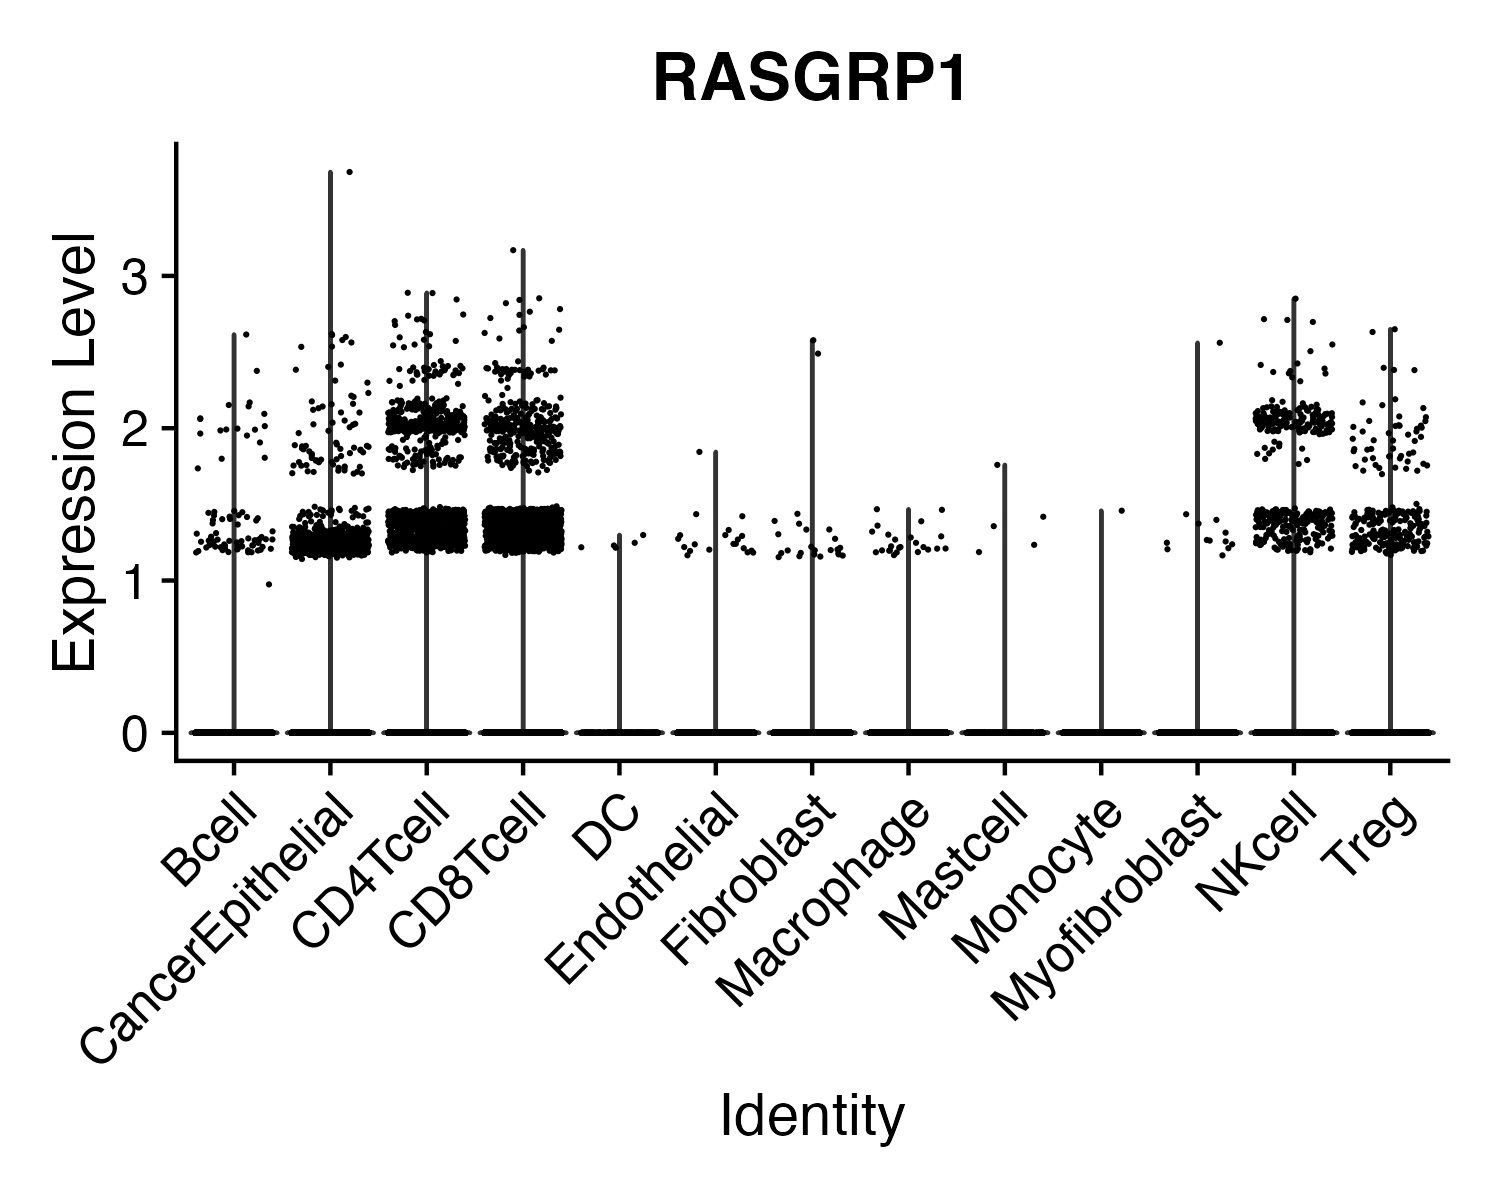 RASGRP1
Expression Level
3
2
1
0
Bcell
CancerEpithelial
CD4Tcell
CD8Tcell
DC
Endothelial
Fibroblast
Macrophage
Mastcell
Monocyte
Myofibroblast
NKcell
Treg
Identity